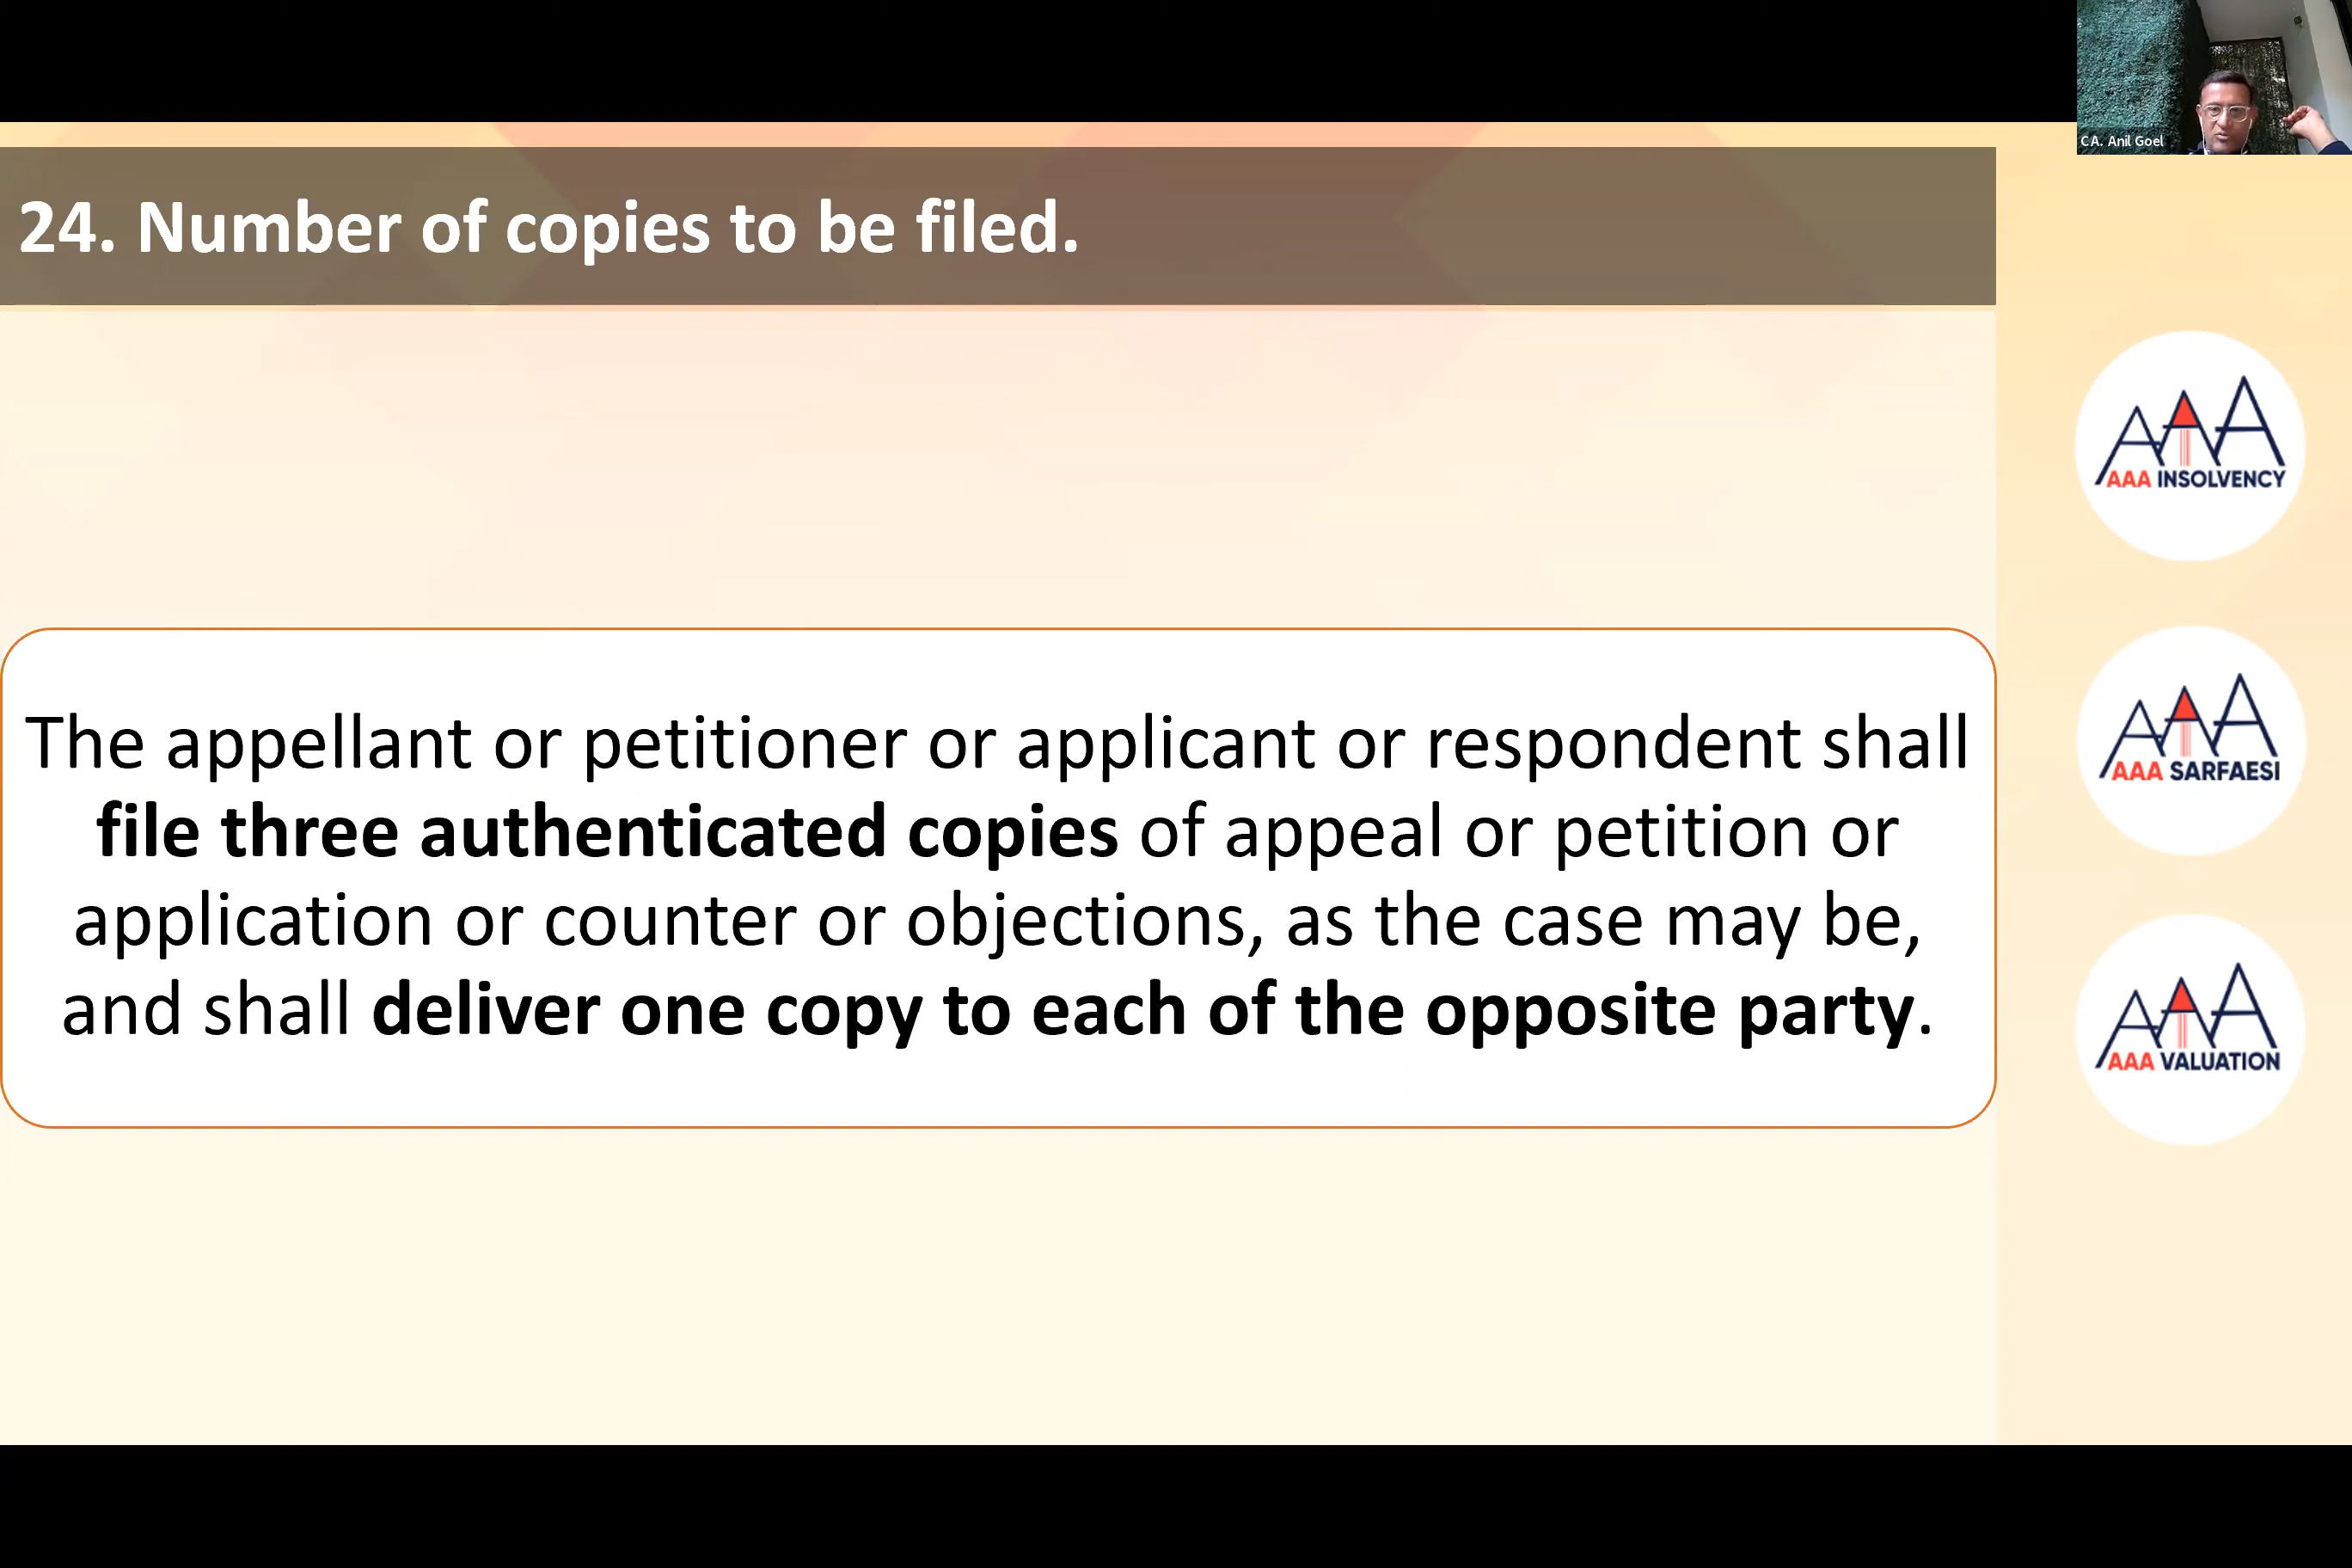 CA. Anil Goel
24. Number of copies to be filed.
The appellant or petitioner or applicant or respondent shall
file three authenticated copies of appeal or petition or
application or counter or objections, as the case may be,
and shall deliver one copy to each of the opposite party.
AAA INSOLVENCY
AAA SARFAESI
AAA VALUATION